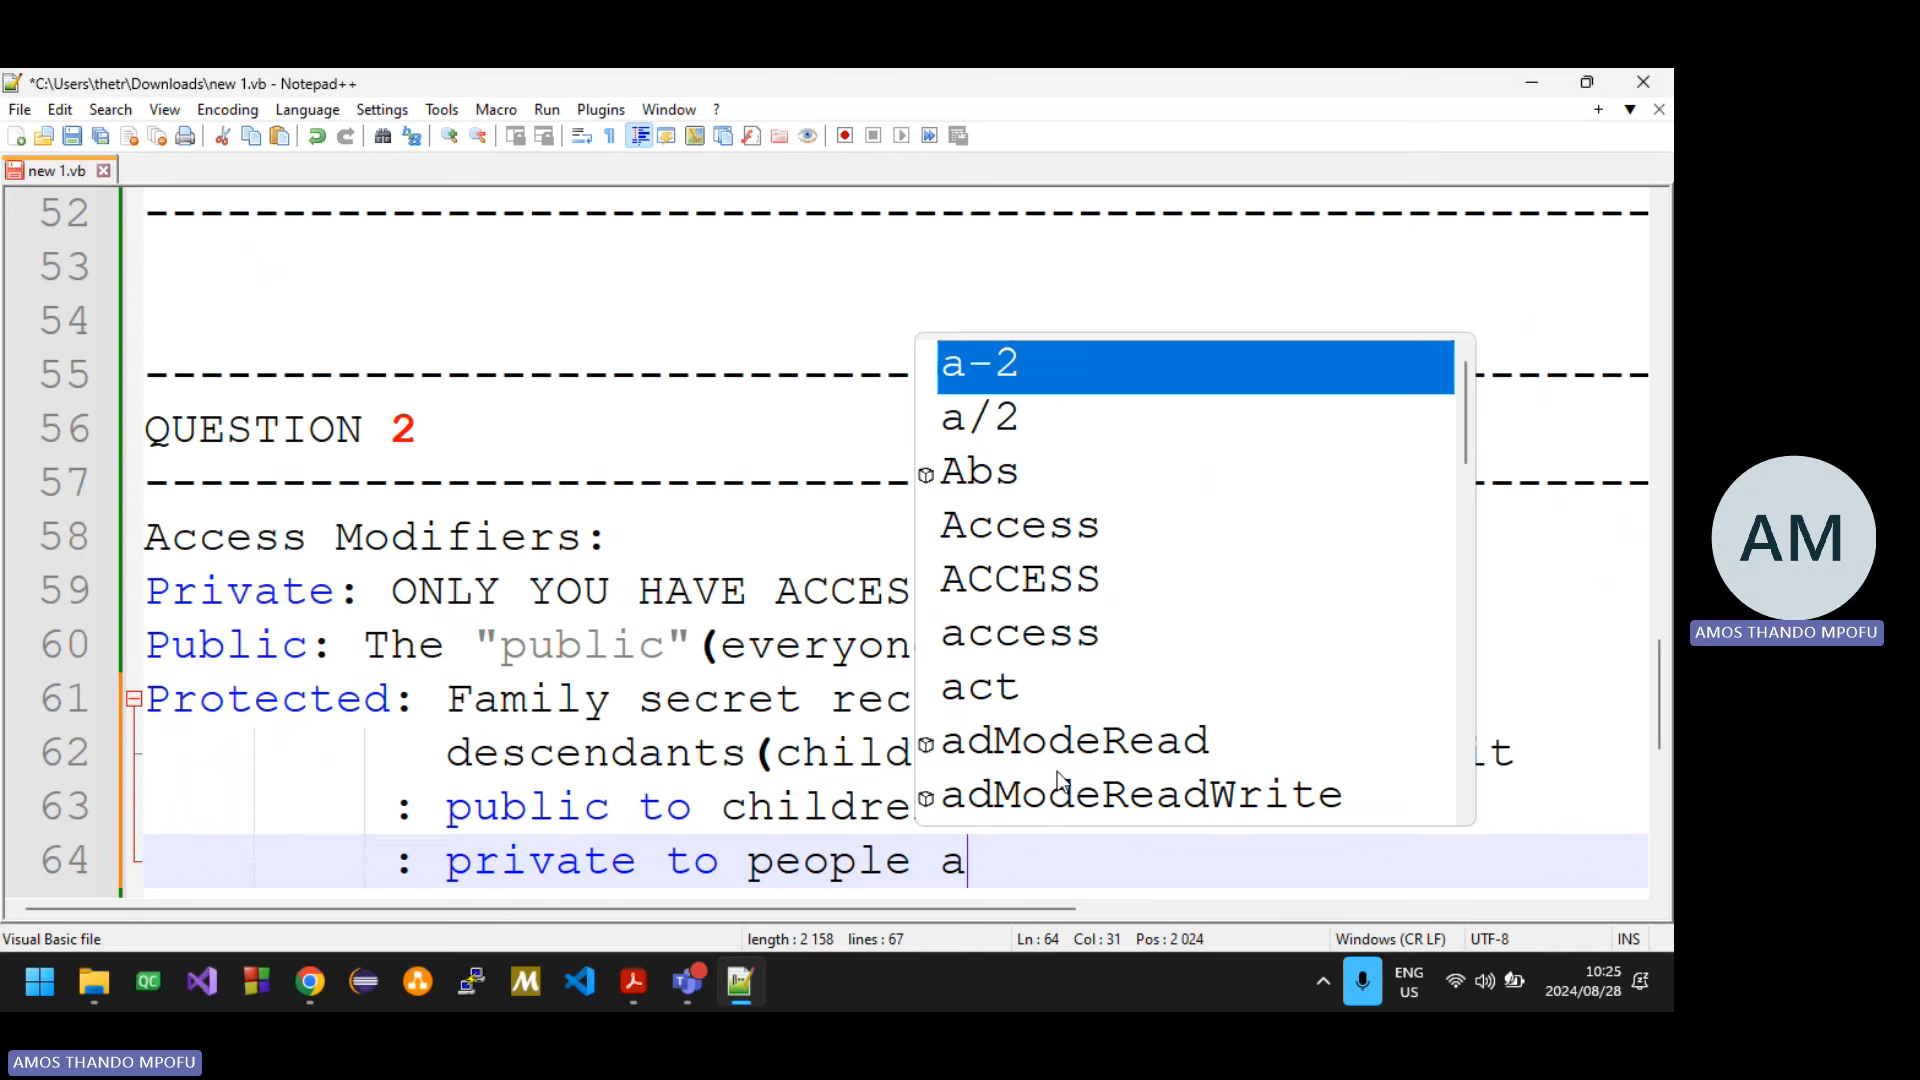 *C:\Users\thetr\Downloads\new 1.vb - Notepad++
File Edit Search View Encoding Language Settings Tools Macro Run Plugins Window ?
new 1.vb
52 --------------------------------------------------------
53
54
55 --------------------------------------------------------
56 QUESTION 2
57 --------------------------------------------------------
58 Access Modifiers:
59 Private: ONLY YOU HAVE ACCES
60 Public: The "public"(everyon
61 Protected: Family secret rec
62 descendants(child it
63 : public to childre
64 : private to people a
a-2
a/2
Abs
Access
ACCESS
access
act
adModeRead
adModeReadWrite
Visual Basic file length : 2 158 lines : 67 Ln : 64 Col : 31 Pos : 2 024 Windows (CR LF) UTF-8 INS
QC
ENG
US
10:25
2024/08/28
AM
AMOS THANDO MPOFU
AMOS THANDO MPOFU